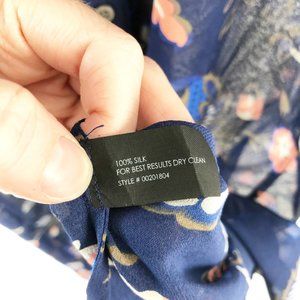 100% SILK
FOR BEST RESULTS DRY CLEAN
STYLE # 00201804